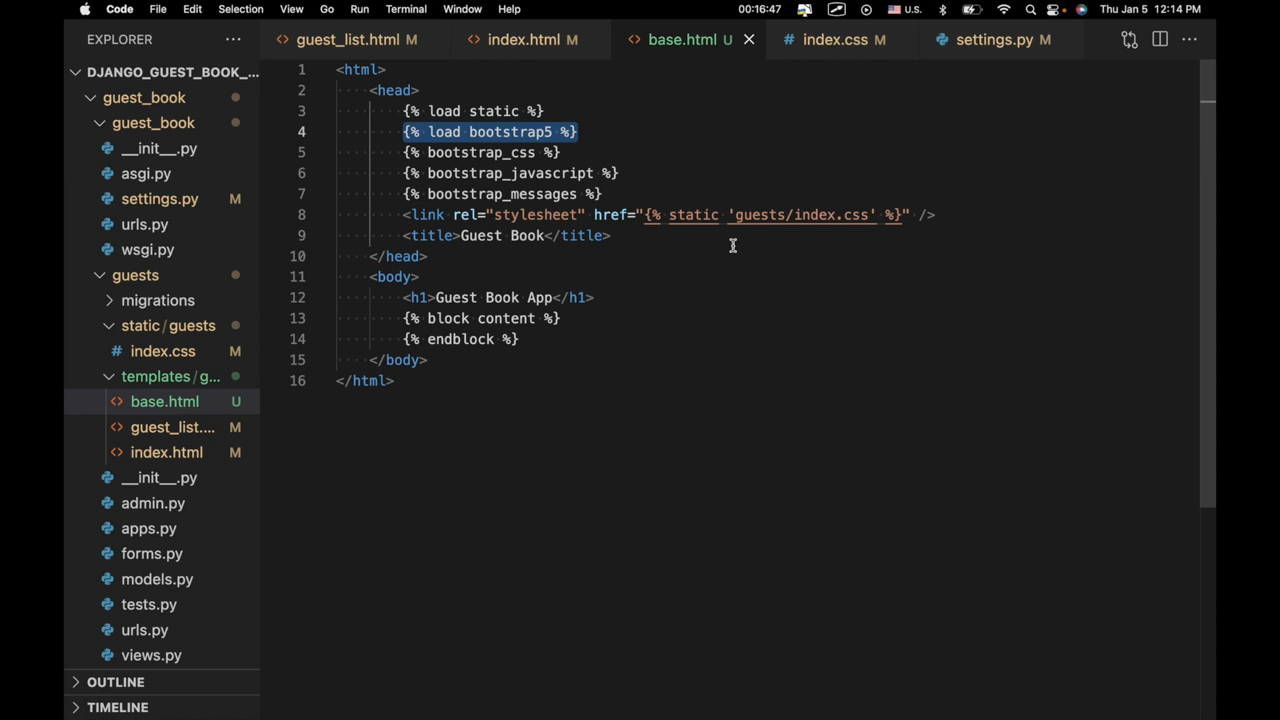 Code File Edit Selection View Go Run Terminal Window Help 00:16:47 U.S. Thu Jan 5 12:14 PM
EXPLORER
guest_list.html M index.html M base.html U index.css M settings.py M
DJANGO_GUEST_BOOK_...
guest_book
guest_book
__init__.py
asgi.py
settings.py M
urls.py
wsgi.py
guests
migrations
static/guests
index.css M
templates/g...
base.html U
guest_list.... M
index.html M
__init__.py
admin.py
apps.py
forms.py
models.py
tests.py
urls.py
views.py
OUTLINE
TIMELINE
1 <html>
2 <head>
3 {% load static %}
4 {% load bootstrap5 %}
5 {% bootstrap_css %}
6 {% bootstrap_javascript %}
7 {% bootstrap_messages %}
8 <link rel="stylesheet" href="{% static 'guests/index.css' %}" />
9 <title>Guest Book</title>
10 </head>
11 <body>
12 <h1>Guest Book App</h1>
13 {% block content %}
14 {% endblock %}
15 </body>
16 </html>